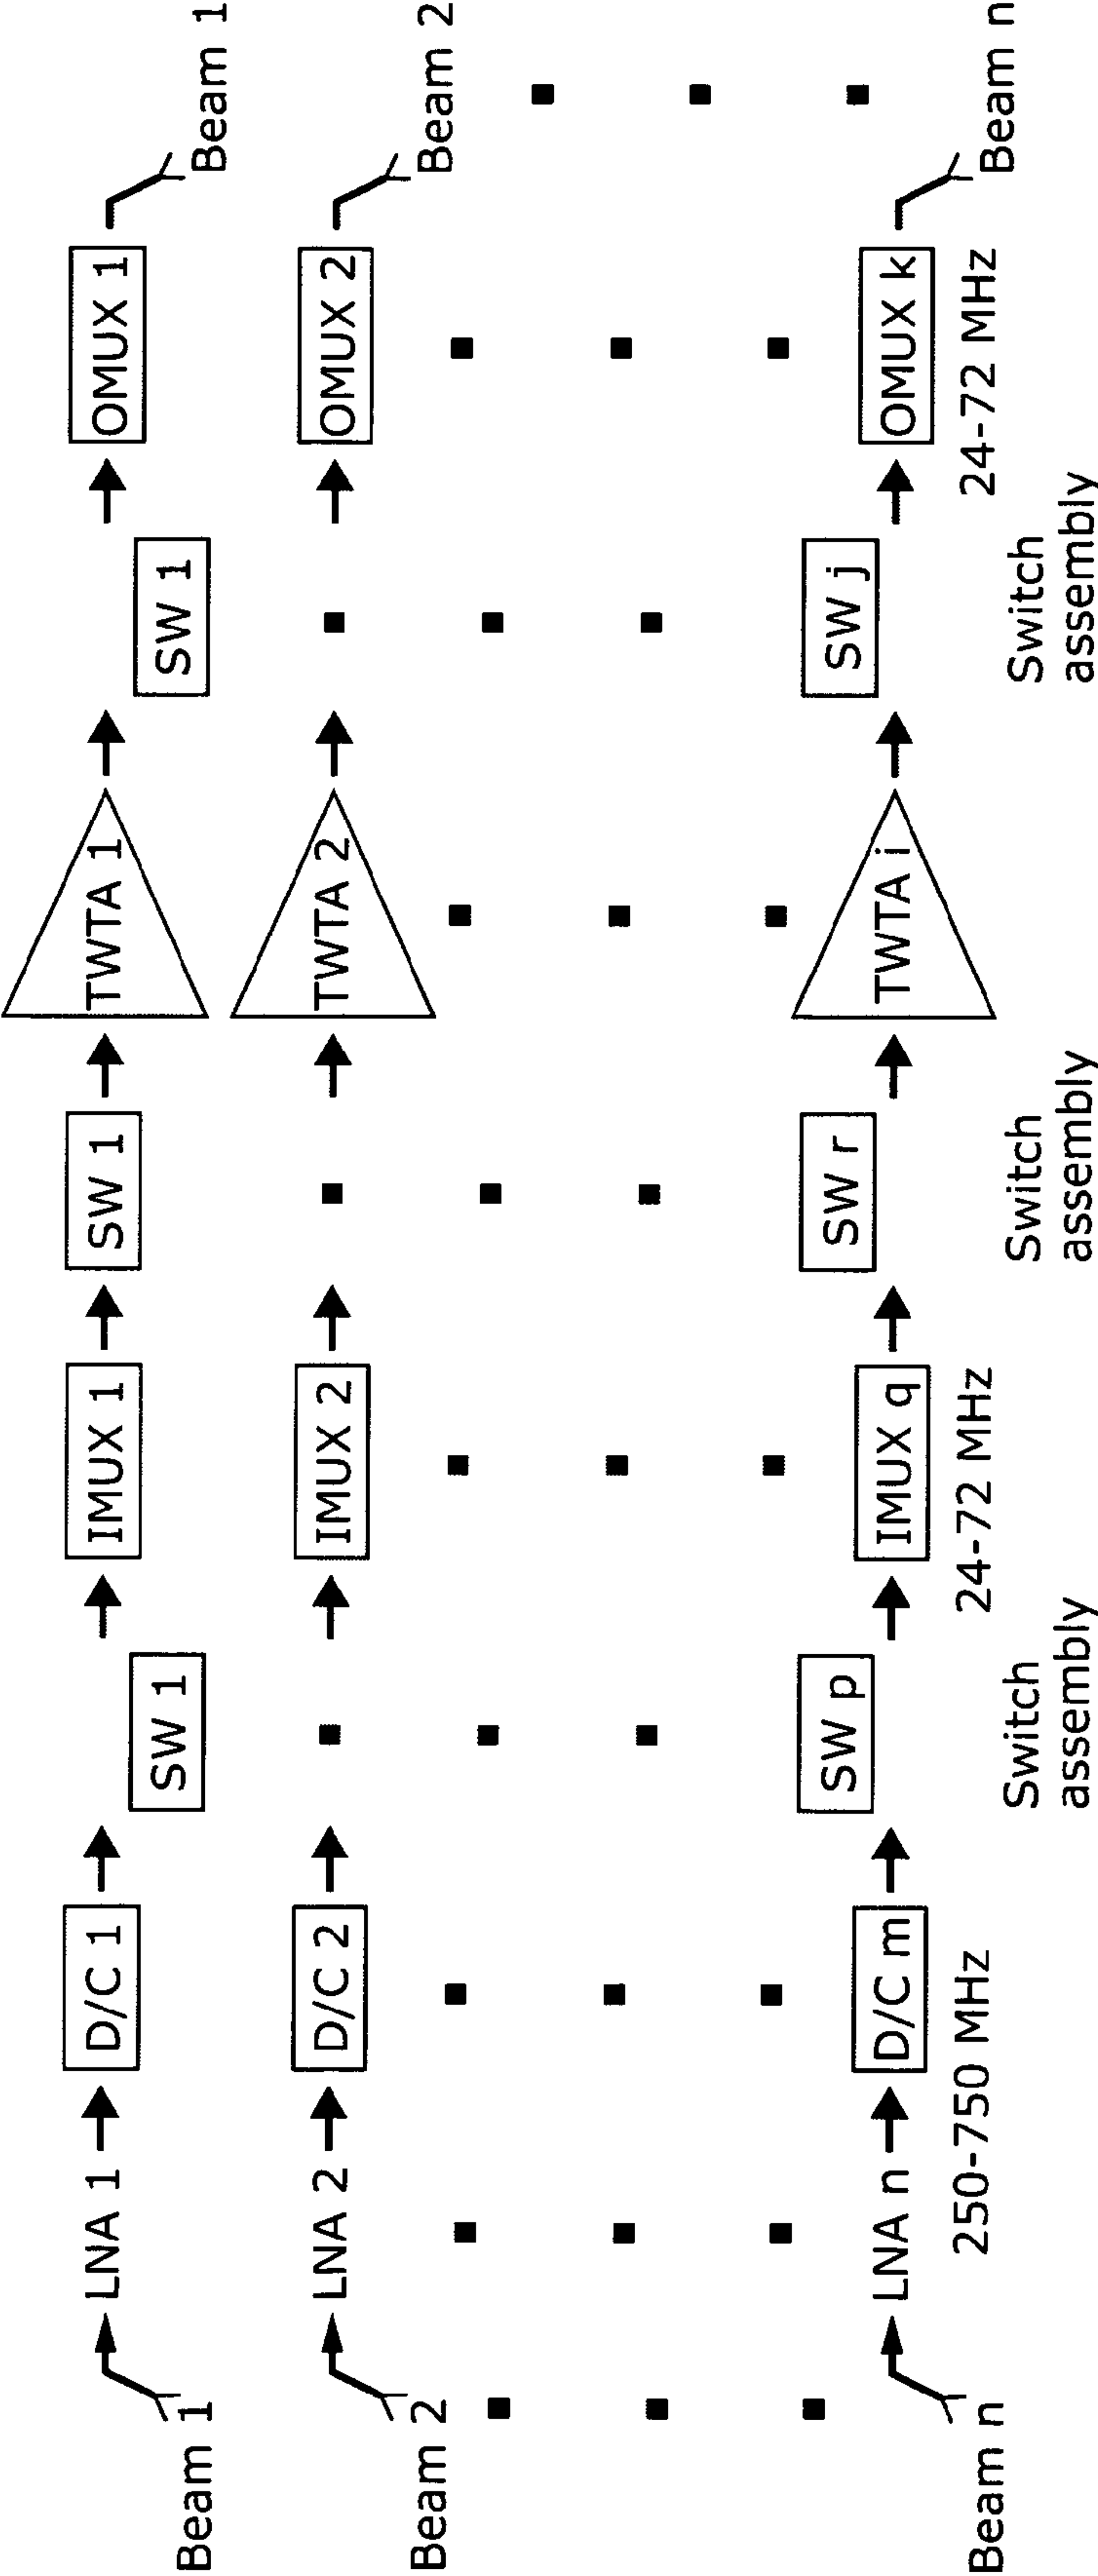 Beam 1
LNA 1
D/C 1
SW 1
IMUX 1
SW 1
TWTA 1
SW 1
OMUX 1
Beam 1
Beam 2
LNA 2
D/C 2
IMUX 2
TWTA 2
OMUX 2
Beam 2
Beam n
LNA n
D/C m
SW p
IMUX q
SW r
TWTA i
SW j
OMUX k
Beam n
250-750 MHz
24-72 MHz
24-72 MHz
Switch
assembly
Switch
assembly
Switch
assembly